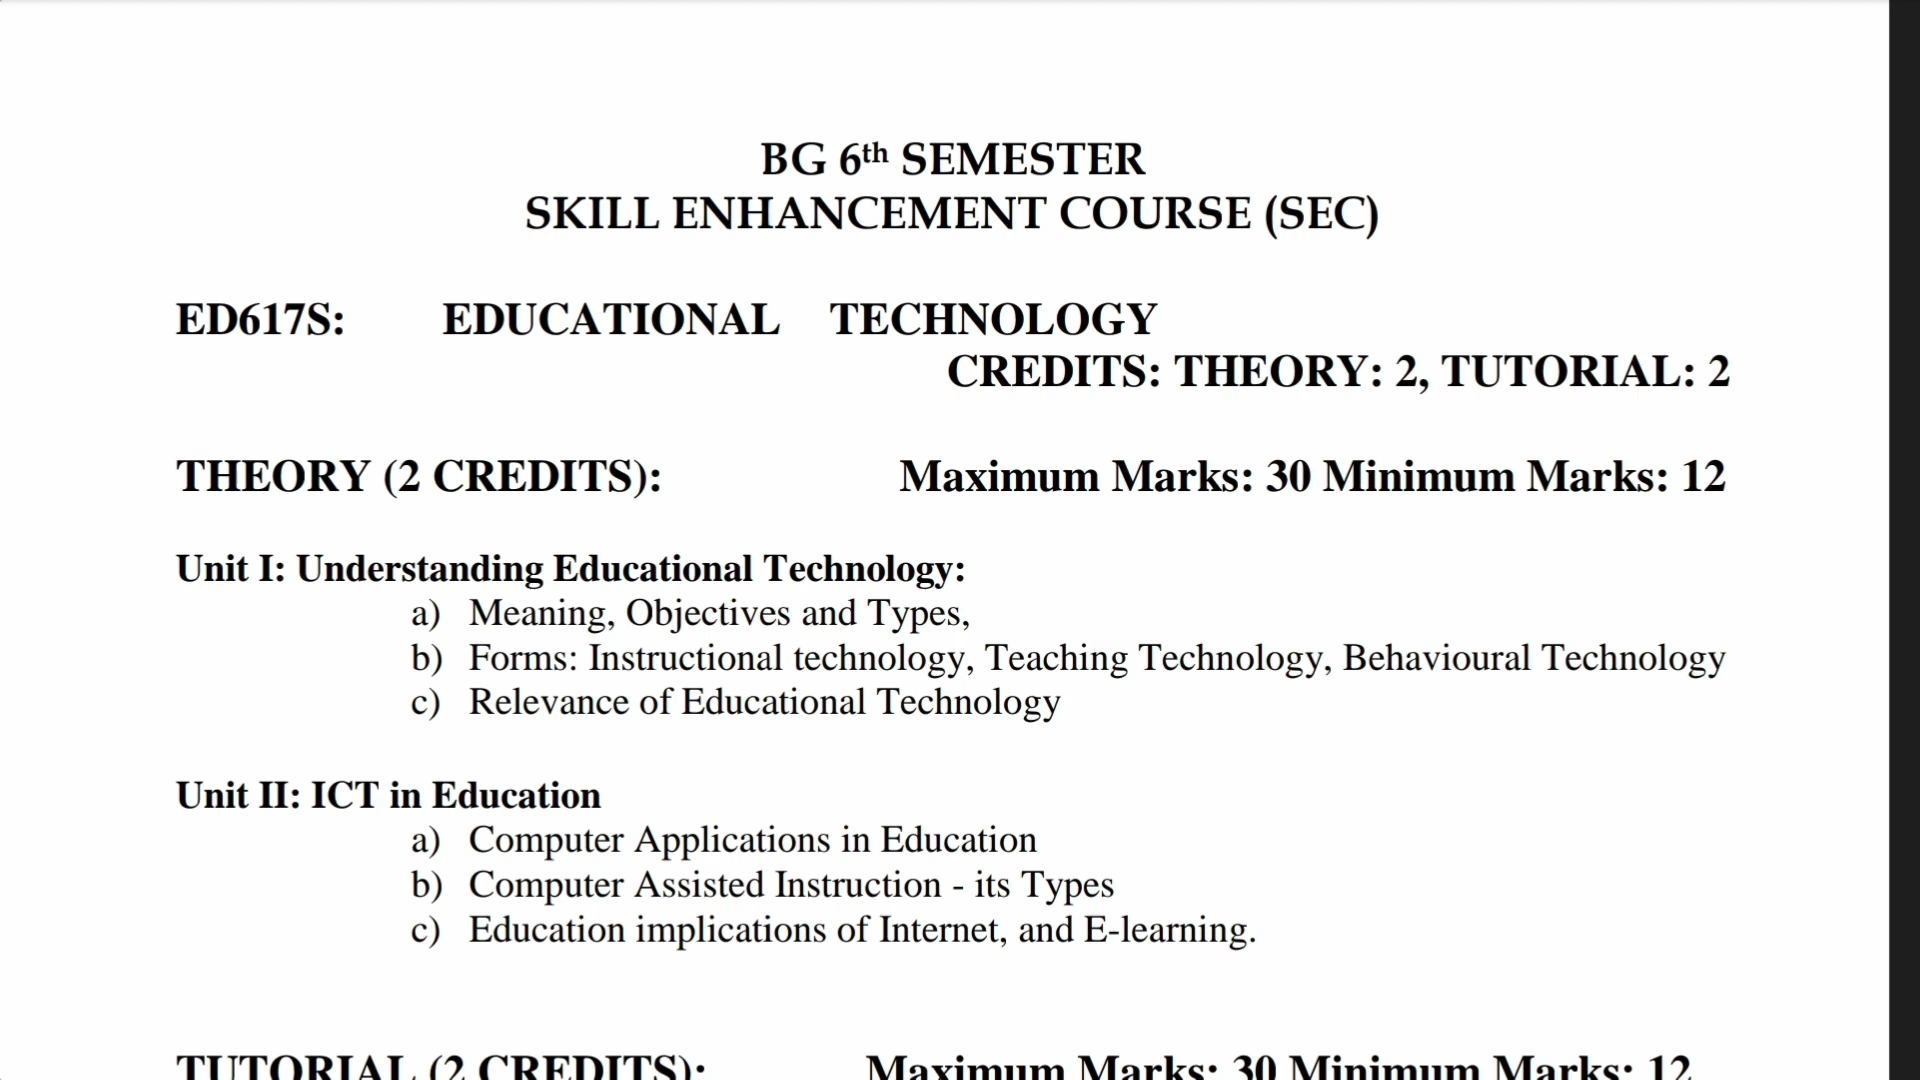 BG 6th SEMESTER
SKILL ENHANCEMENT COURSE (SEC)
ED617S: EDUCATIONAL TECHNOLOGY
CREDITS: THEORY: 2, TUTORIAL: 2
THEORY (2 CREDITS): Maximum Marks: 30 Minimum Marks: 12
Unit I: Understanding Educational Technology:
a) Meaning, Objectives and Types,
b) Forms: Instructional technology, Teaching Technology, Behavioural Technology
c) Relevance of Educational Technology
Unit II: ICT in Education
a) Computer Applications in Education
b) Computer Assisted Instruction - its Types
c) Education implications of Internet, and E-learning.
TUTORIAL (2 CREDITS): Maximum Marks: 30 Minimum Marks: 12